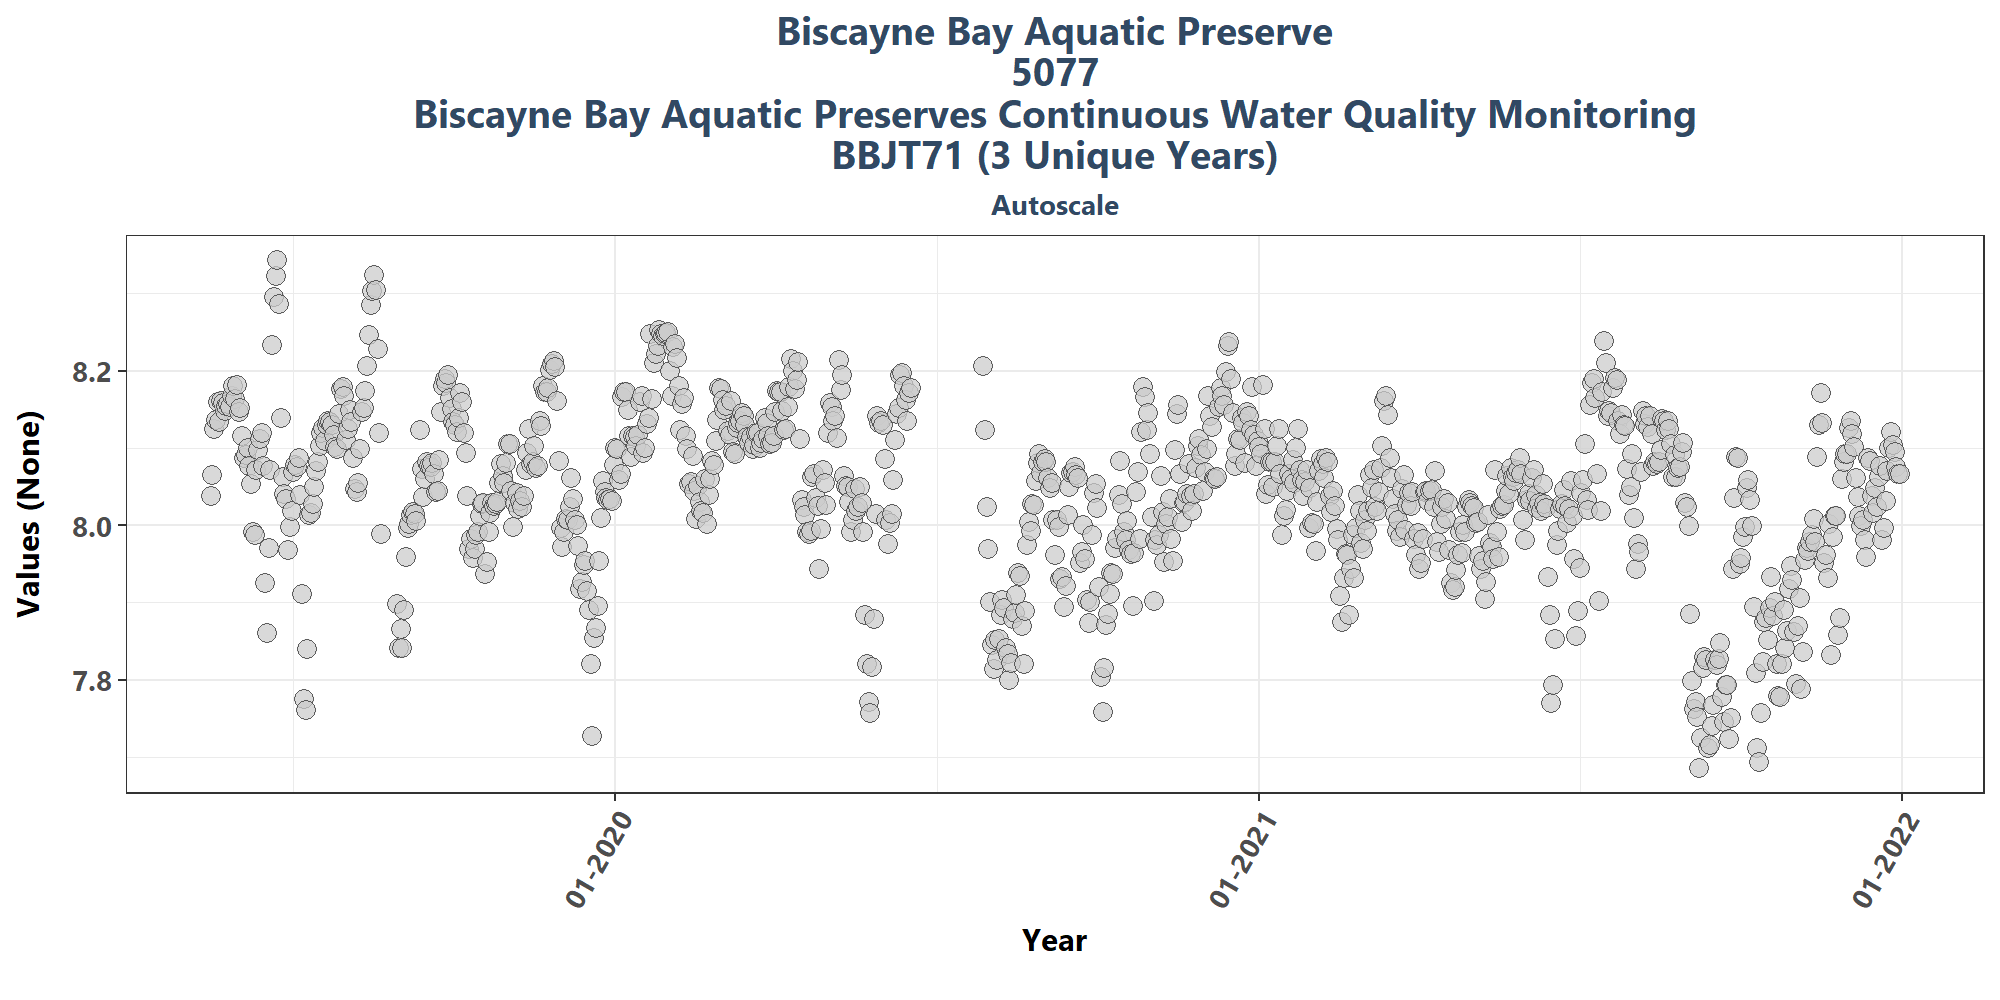 Biscayne Bay Aquatic Preserve
5077
Biscayne Bay Aquatic Preserves Continuous Water Quality Monitoring
BBJT71 (3 Unique Years)
Autoscale
Values (None)
8.2
8.0
7.8
01-2020
01-2021
01-2022
Year